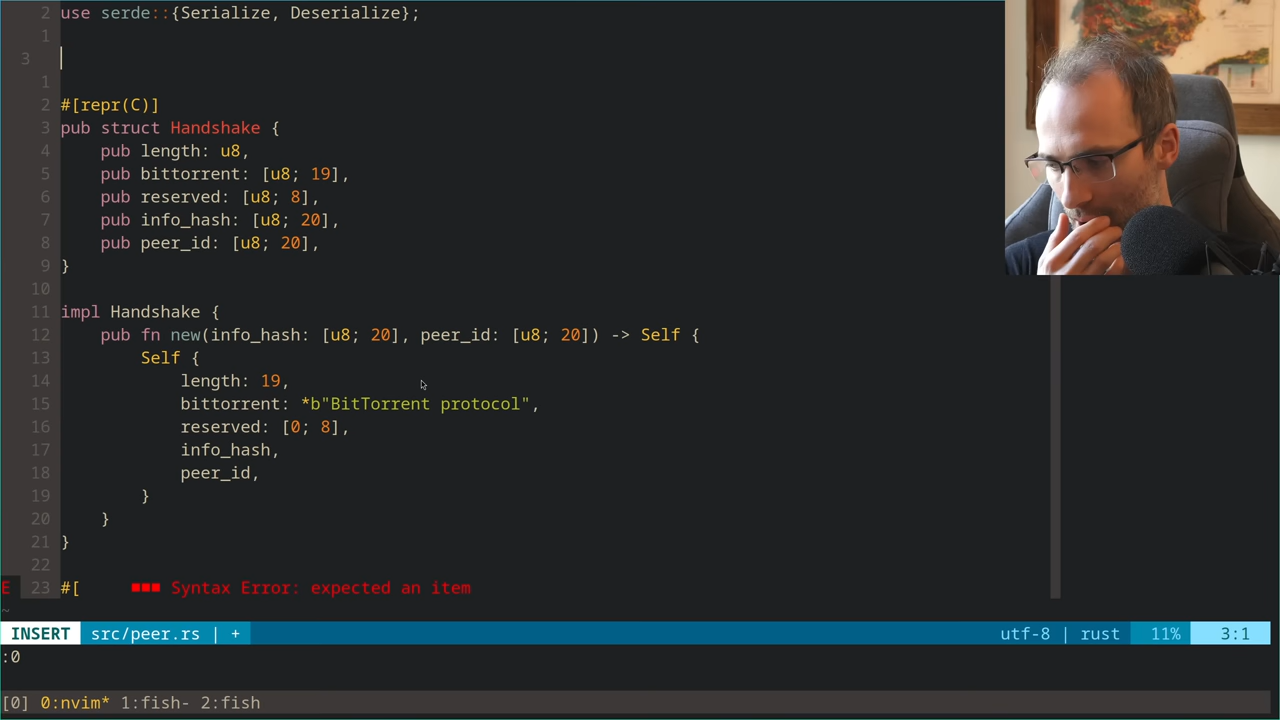 2 use serde::{Serialize, Deserialize};
1
3
1
2 #[repr(C)]
3 pub struct Handshake {
4     pub length: u8,
5     pub bittorrent: [u8; 19],
6     pub reserved: [u8; 8],
7     pub info_hash: [u8; 20],
8     pub peer_id: [u8; 20],
9 }
10
11 impl Handshake {
12     pub fn new(info_hash: [u8; 20], peer_id: [u8; 20]) -> Self {
13         Self {
14             length: 19,
15             bittorrent: *b"BitTorrent protocol",
16             reserved: [0; 8],
17             info_hash,
18             peer_id,
19         }
20     }
21 }
22
E 23 #[     ■■■ Syntax Error: expected an item
~
INSERT src/peer.rs | + utf-8 | rust 11% 3:1
:0
[0] 0:nvim* 1:fish- 2:fish